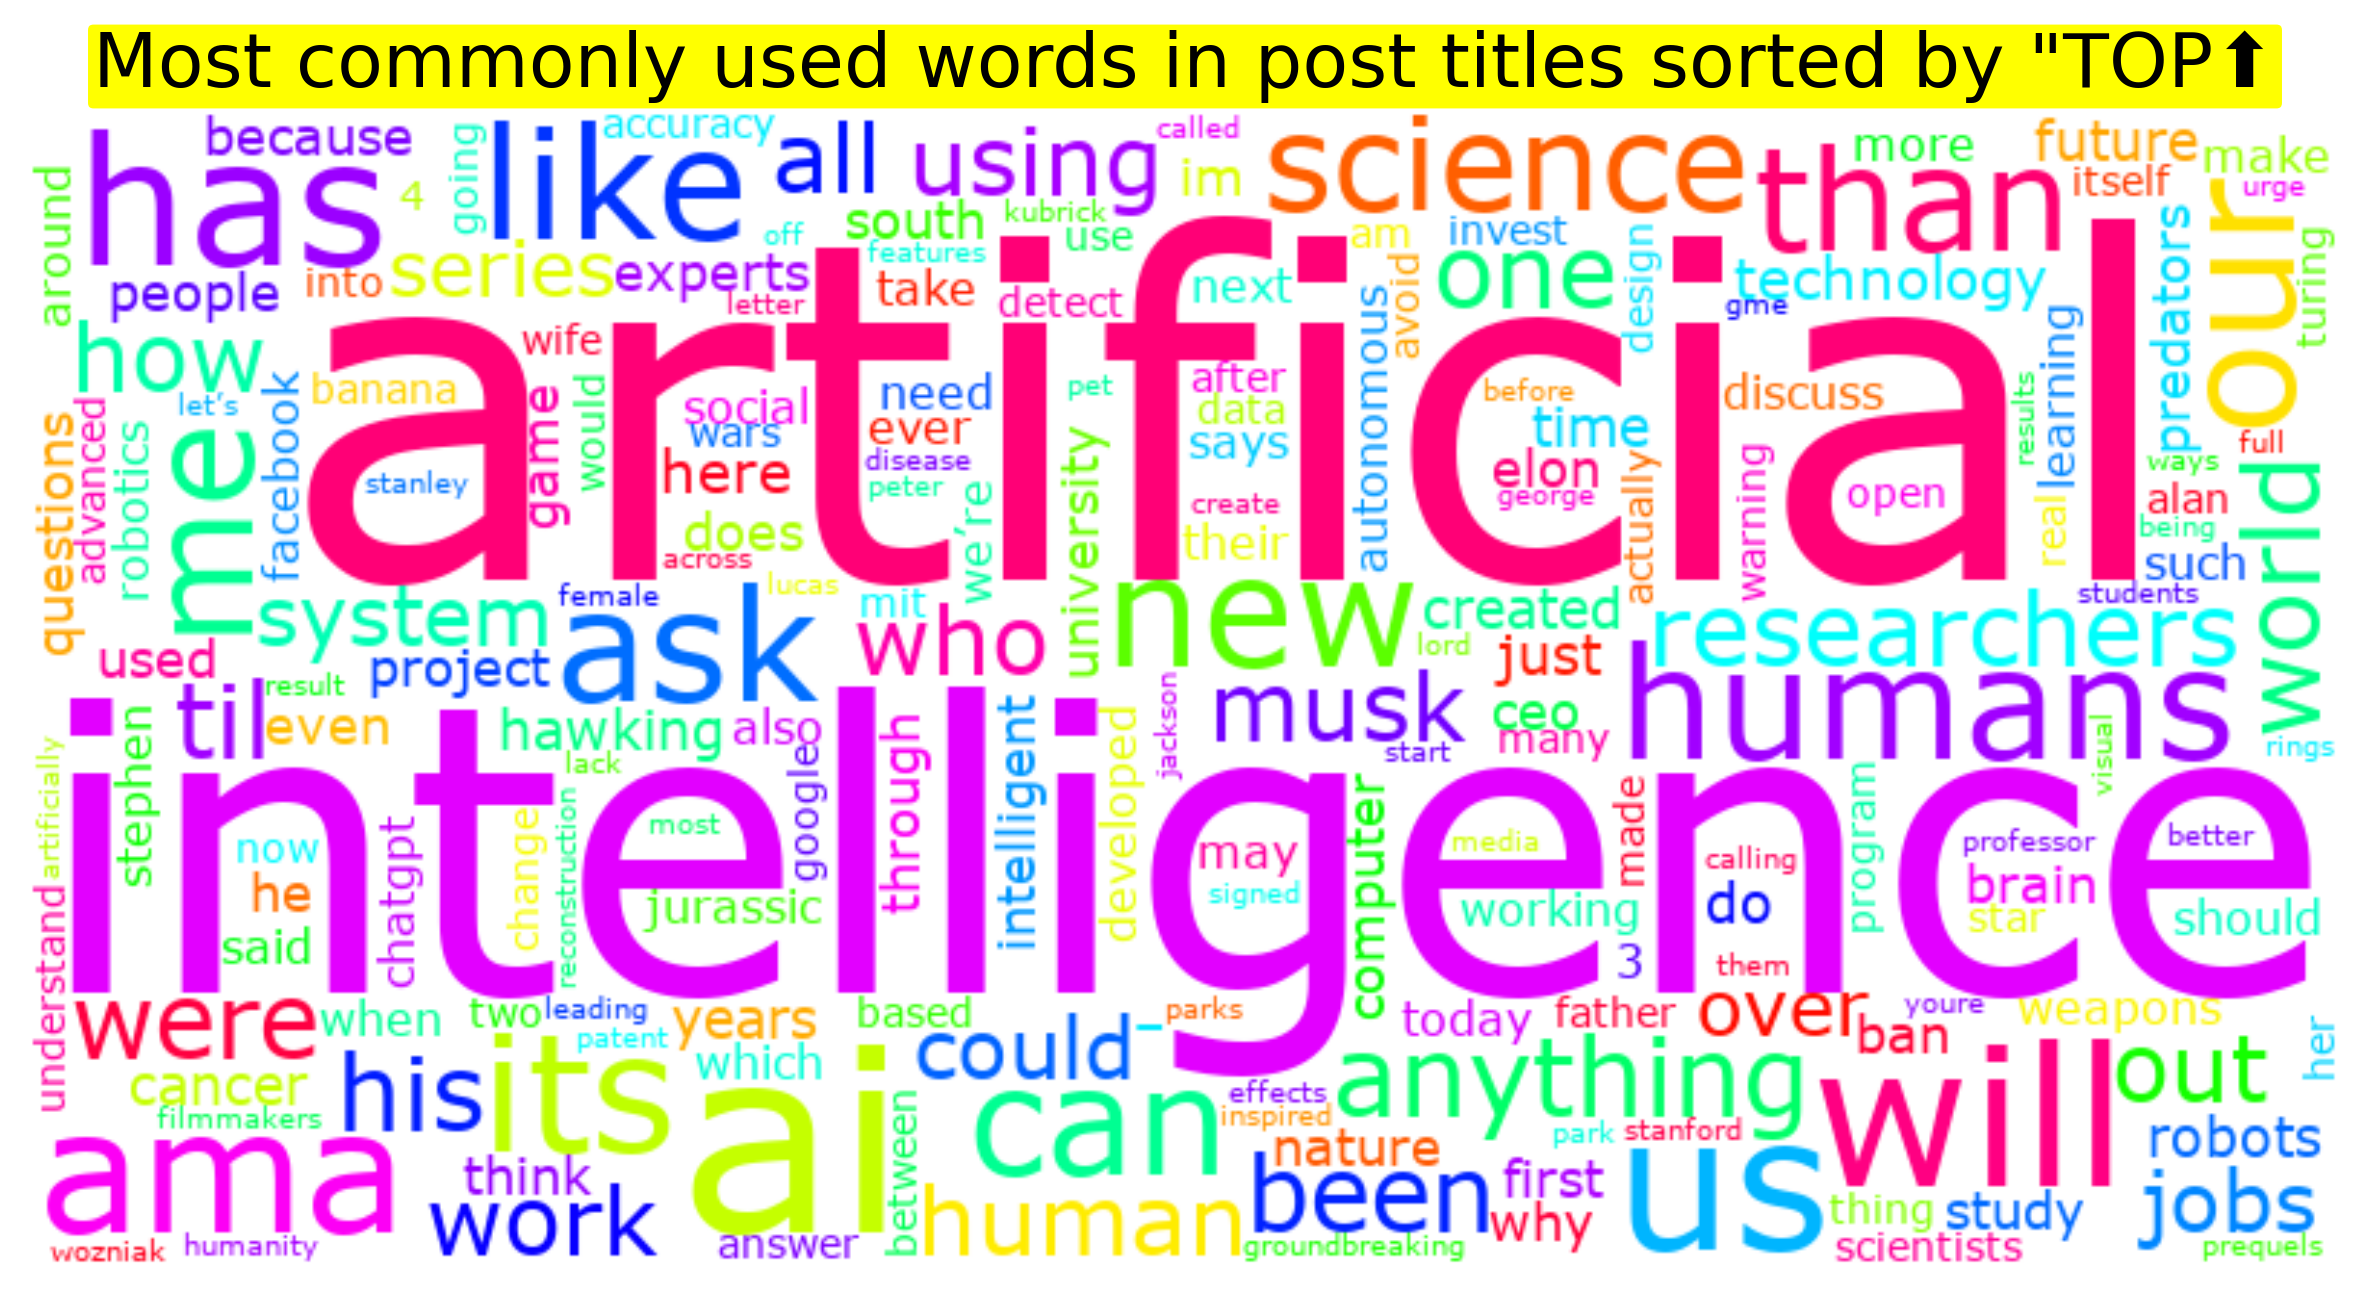 Most commonly used words in post titles sorted by "TOP⬆
has
because
4
going
like
accuracy
all
using
called
im
science
than
more
future
itself
make
urge
our
turing
around
people
into
series
experts
letter
off
south
features
kubrick
use
take
detect
next
am
invest
avoid
one
design
technology
gme
predators
artificial
how
wife
banana
let's
facebook
me
questions
advanced
robotics
stanley
game
would
social
wars
here
need
ever
disease
peter
does
across
we're
pet
university
after
data
says
create
their
autonomous
before
time
elon
george
actually
discuss
warning
open
results
learning
real
full
ways
alan
being
such
students
world
system
female
ask
lucas
mit
who
new
created
lord
just
researchers
used
project
til
result
even
hawking
also
lack
musk
start
ceo
many
humans
visual
rings
jackson
intelligence
artificially
stephen
understand
now
he
said
chatgpt
change
reconstruction
most
jurassic
google
through
intelligent
developed
may
signed
computer
media
working
made
3
calling
do
them
program
professor
brain
star
better
should
were
when
two
leading
patent
years
which
based
could
–
parks
today
father
over
ban
youre
weapons
her
cancer
filmmakers
his
its
ai
between
can
effects
inspired
anything
park
stanford
will
out
robots
ama
think
work
answer
human
nature
been
first
why
us
thing
study
jobs
wozniak
humanity
groundbreaking
scientists
prequels